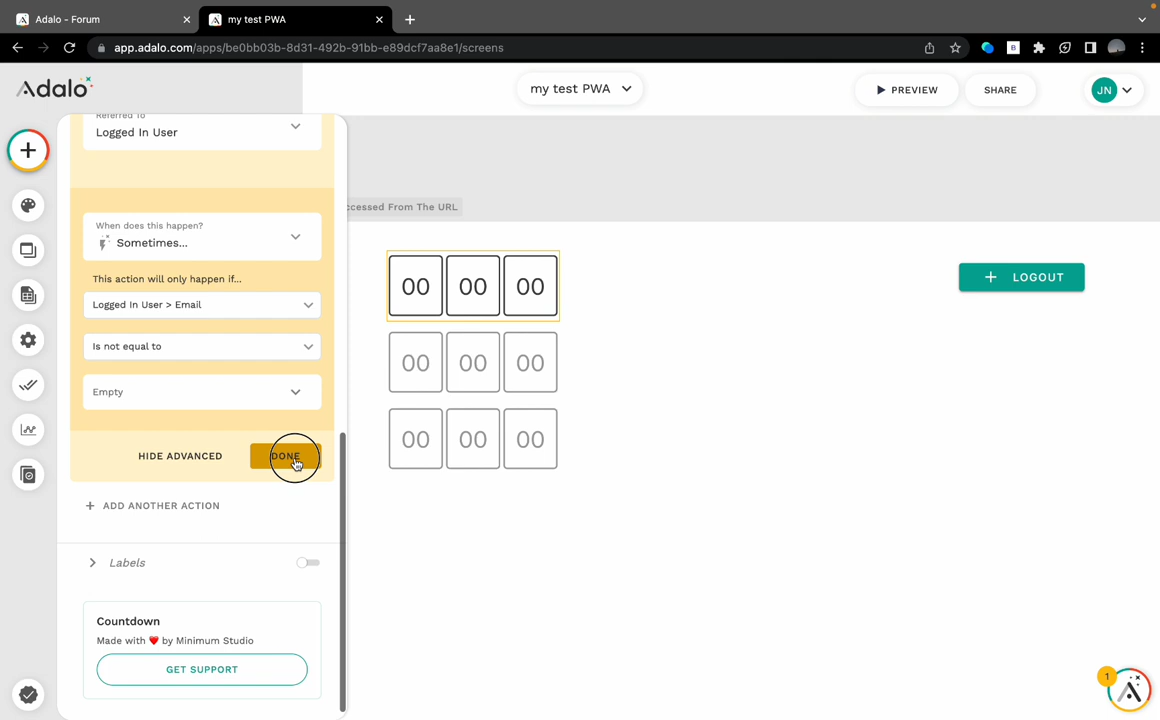 Adalo - Forum
my test PWA
app.adalo.com/apps/be0bb03b-8d31-492b-91bb-e89dcf7aa8e1/screens
B
Adalo
my test PWA
PREVIEW
SHARE
JN
Referred To
Logged In User
ccessed From The URL
When does this happen?
Sometimes...
This action will only happen if...
Logged In User > Email
Is not equal to
Empty
HIDE ADVANCED
DONE
+ ADD ANOTHER ACTION
Labels
Countdown
Made with ❤️ by Minimum Studio
GET SUPPORT
00 00 00
00 00 00
00 00 00
+ LOGOUT
1